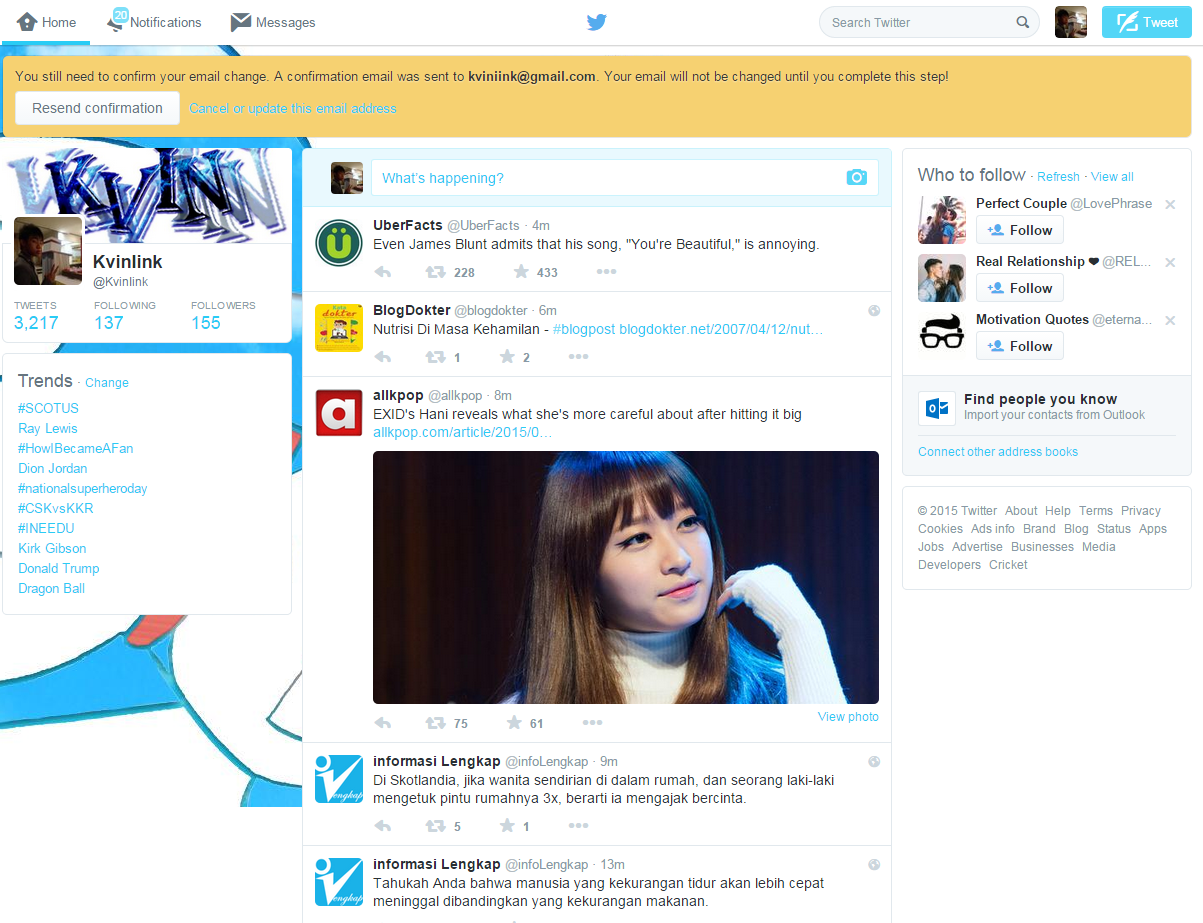 Home
20
Notifications
Messages
Search Twitter
Tweet
You still need to confirm your email change. A confirmation email was sent to kviniink@gmail.com. Your email will not be changed until you complete this step!
Resend confirmation
Cancel or update this email address
KVINN
Kvinlink
@Kvinlink
TWEETS FOLLOWING FOLLOWERS
3,217 137 155
Trends · Change
#SCOTUS
Ray Lewis
#HowIBecameAFan
Dion Jordan
#nationalsuperheroday
#CSKvsKKR
#INEEDU
Kirk Gibson
Donald Trump
Dragon Ball
What's happening?
UberFacts @UberFacts · 4m
Even James Blunt admits that his song, "You're Beautiful," is annoying.
228 433
dokter
BlogDokter @blogdokter · 6m
Nutrisi Di Masa Kehamilan - #blogpost blogdokter.net/2007/04/12/nut…
1 2
a
allkpop @allkpop · 8m
EXID's Hani reveals what she's more careful about after hitting it big
allkpop.com/article/2015/0…
75 61
View photo
Lengkap
informasi Lengkap @infoLengkap · 9m
Di Skotlandia, jika wanita sendirian di dalam rumah, dan seorang laki-laki
mengetuk pintu rumahnya 3x, berarti ia mengajak bercinta.
5 1
Lengkap
informasi Lengkap @infoLengkap · 13m
Tahukah Anda bahwa manusia yang kekurangan tidur akan lebih cepat
meninggal dibandingkan yang kekurangan makanan.
Who to follow · Refresh · View all
Perfect Couple @LovePhrase
Follow
Real Relationship ❤ @REL...
Follow
Motivation Quotes @eterna...
Follow
Find people you know
Import your contacts from Outlook
Connect other address books
© 2015 Twitter About Help Terms Privacy
Cookies Ads info Brand Blog Status Apps
Jobs Advertise Businesses Media
Developers Cricket